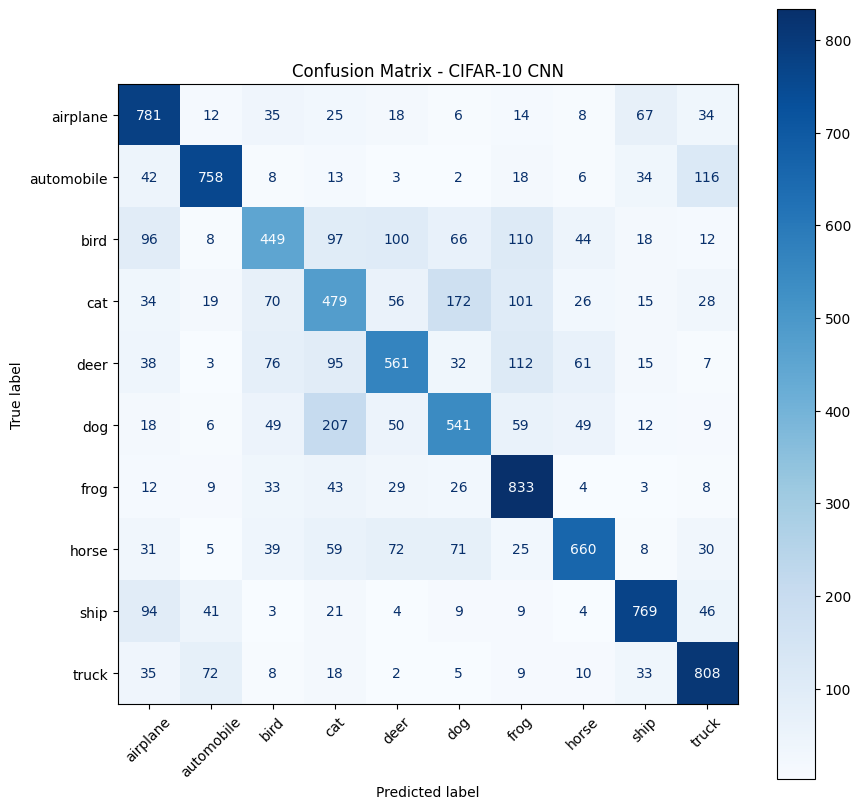 Confusion Matrix - CIFAR-10 CNN
airplane 781 12 35 25 18 6 14 8 67 34
automobile 42 758 8 13 3 2 18 6 34 116
bird 96 8 449 97 100 66 110 44 18 12
cat 34 19 70 479 56 172 101 26 15 28
deer 38 3 76 95 561 32 112 61 15 7
dog 18 6 49 207 50 541 59 49 12 9
frog 12 9 33 43 29 26 833 4 3 8
horse 31 5 39 59 72 71 25 660 8 30
ship 94 41 3 21 4 9 9 4 769 46
truck 35 72 8 18 2 5 9 10 33 808
airplane automobile bird cat deer dog frog horse ship truck
Predicted label
True label
800
700
600
500
400
300
200
100